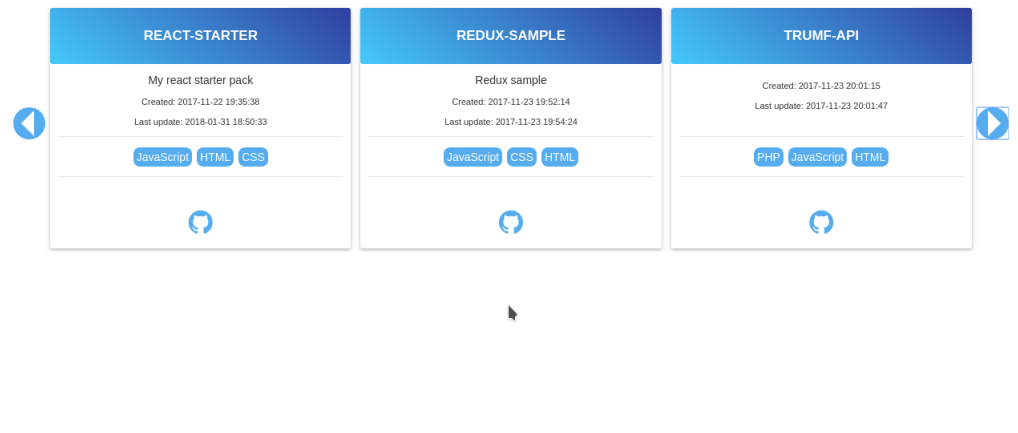 REACT-STARTER
My react starter pack
Created: 2017-11-22 19:35:38
Last update: 2018-01-31 18:50:33
JavaScript HTML CSS
REDUX-SAMPLE
Redux sample
Created: 2017-11-23 19:52:14
Last update: 2017-11-23 19:54:24
JavaScript CSS HTML
TRUMF-API
Created: 2017-11-23 20:01:15
Last update: 2017-11-23 20:01:47
PHP JavaScript HTML